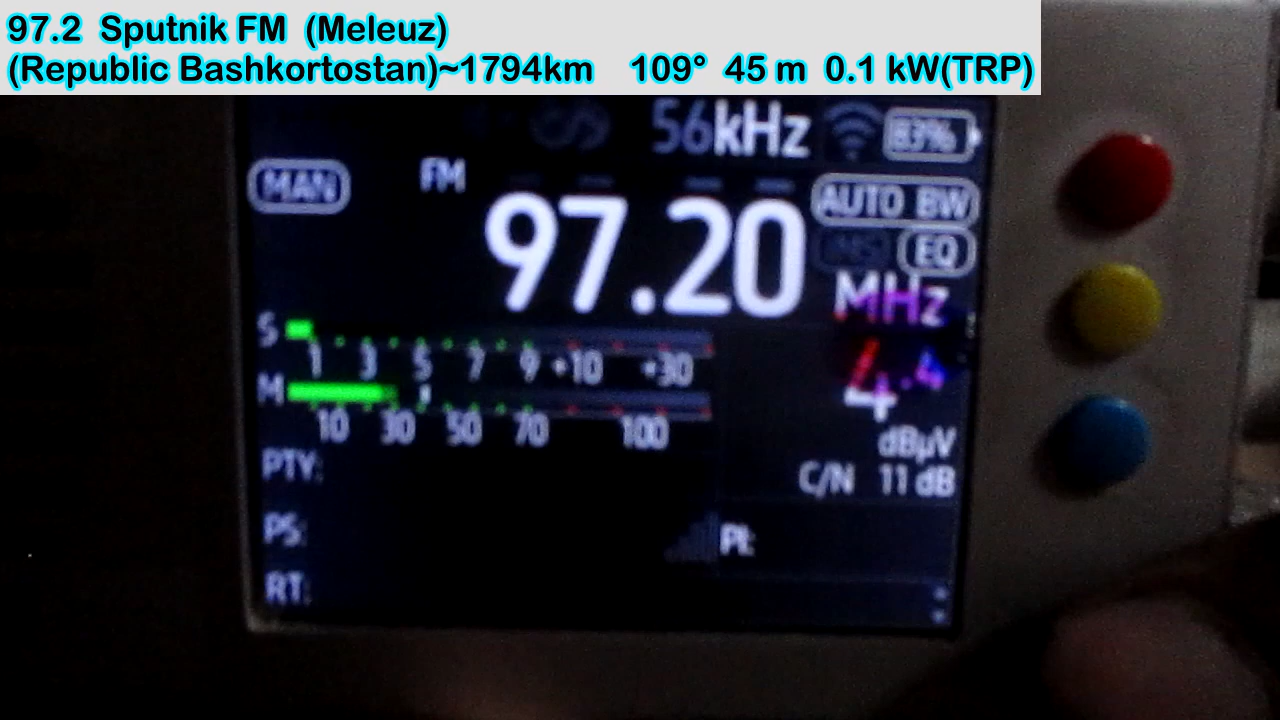 97.2 Sputnik FM (Meleuz)
(Republic Bashkortostan)~1794km 109° 45 m 0.1 kW(TRP)
56kHz 83%
MAN FM AUTO BW
97.20 EQ
MHz
S
1 3 5 7 9 +10 +30
4.4
M
10 30 50 70 100
dBµV
PTY:
C/N 11 dB
PS: PI:
RT: